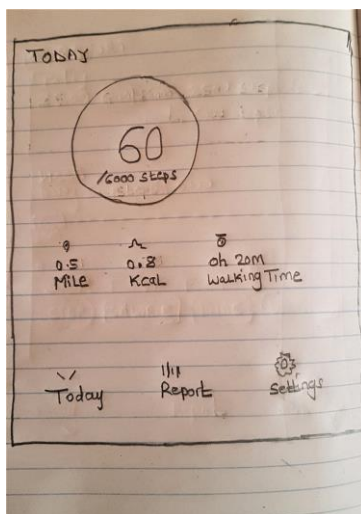 TODAY
60
/6000 steps
0.5 0.8 0h 20m
Mile Kcal Walking Time
Today Report Settings